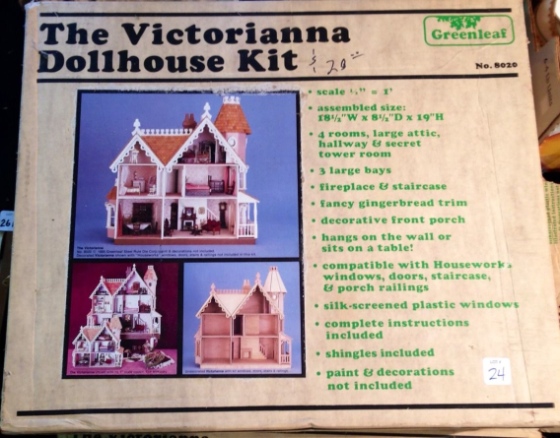 The Victorianna
Dollhouse Kit
$ 20.00
Greenleaf
No. 8020
• scale ½" = 1'
• assembled size:
18½"W x 8½"D x 19"H
• 4 rooms, large attic,
hallway & secret
tower room
• 3 large bays
• fireplace & staircase
• fancy gingerbread trim
• decorative front porch
• hangs on the wall or
sits on a table!
• compatible with Houseworks
windows, doors, staircase,
& porch railings
• silk-screened plastic windows
• complete instructions
included
• shingles included
• paint & decorations
not included
24
26
The Victorianna